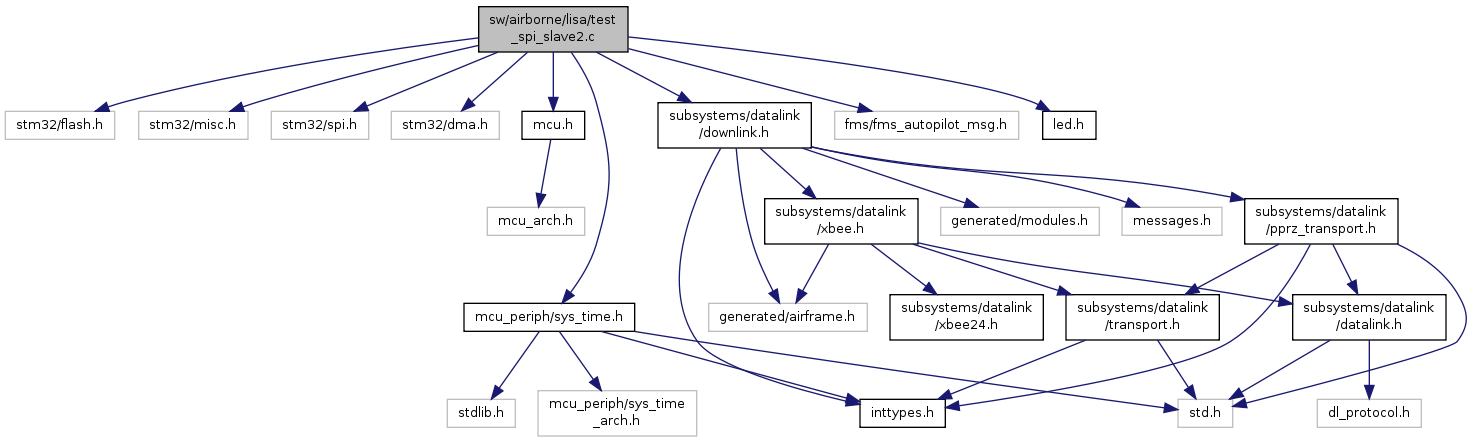 sw/airborne/lisa/test
_spi_slave2.c
stm32/flash.h
stm32/misc.h
stm32/spi.h
stm32/dma.h
mcu.h
subsystems/datalink
/downlink.h
fms/fms_autopilot_msg.h
led.h
mcu_arch.h
subsystems/datalink
/xbee.h
generated/modules.h
messages.h
subsystems/datalink
/pprz_transport.h
mcu_periph/sys_time.h
generated/airframe.h
subsystems/datalink
/xbee24.h
subsystems/datalink
/transport.h
subsystems/datalink
/datalink.h
stdlib.h
mcu_periph/sys_time
_arch.h
inttypes.h
std.h
dl_protocol.h